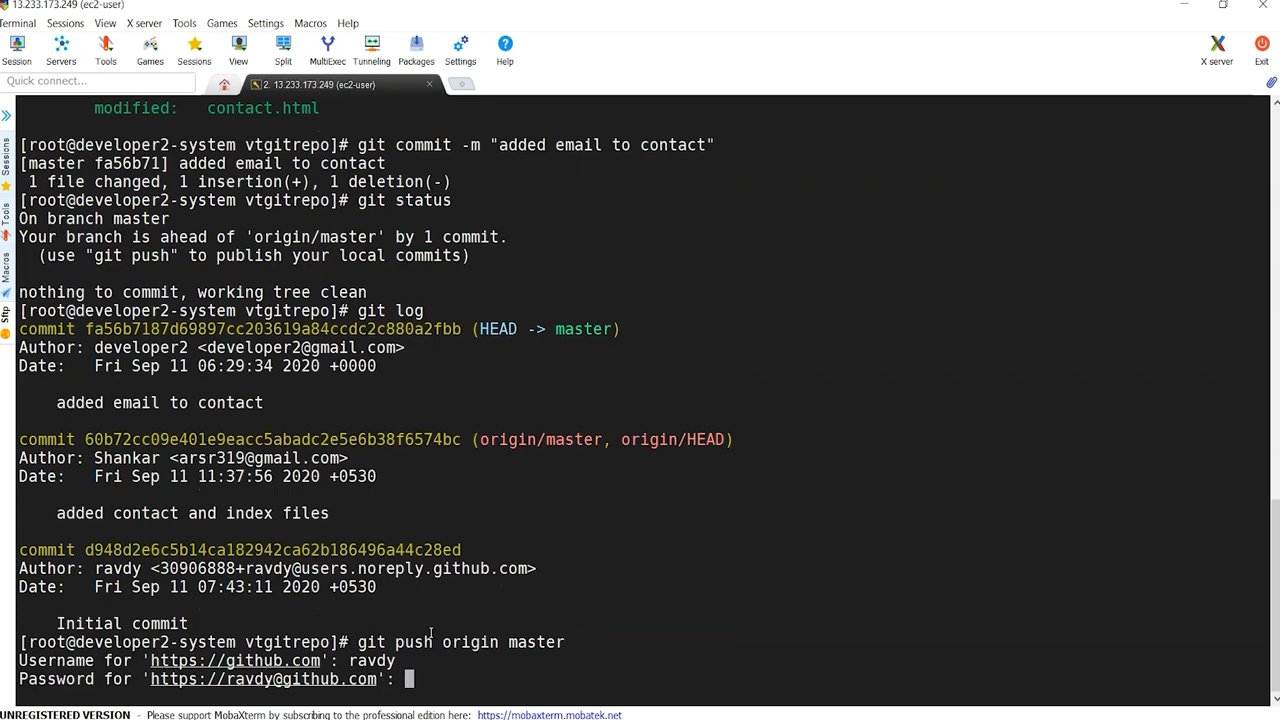 13.233.173.249 (ec2-user)
Terminal Sessions View X server Tools Games Settings Macros Help
Session Servers Tools Games Sessions View Split MultiExec Tunneling Packages Settings Help X server Exit
Quick connect...
2. 13.233.173.249 (ec2-user)
Sessions
Tools
Macros
Sftp
modified: contact.html
[root@developer2-system vtgitrepo]# git commit -m "added email to contact"
[master fa56b71] added email to contact
1 file changed, 1 insertion(+), 1 deletion(-)
[root@developer2-system vtgitrepo]# git status
On branch master
Your branch is ahead of 'origin/master' by 1 commit.
(use "git push" to publish your local commits)
nothing to commit, working tree clean
[root@developer2-system vtgitrepo]# git log
commit fa56b7187d69897cc203619a84ccdc2c880a2fbb (HEAD -> master)
Author: developer2 <developer2@gmail.com>
Date: Fri Sep 11 06:29:34 2020 +0000
added email to contact
commit 60b72cc09e401e9eacc5abadc2e5e6b38f6574bc (origin/master, origin/HEAD)
Author: Shankar <arsr319@gmail.com>
Date: Fri Sep 11 11:37:56 2020 +0530
added contact and index files
commit d948d2e6c5b14ca182942ca62b186496a44c28ed
Author: ravdy <30906888+ravdy@users.noreply.github.com>
Date: Fri Sep 11 07:43:11 2020 +0530
Initial commit
[root@developer2-system vtgitrepo]# git push origin master
Username for 'https://github.com': ravdy
Password for 'https://ravdy@github.com':
UNREGISTERED VERSION - Please support MobaXterm by subscribing to the professional edition here: https://mobaxterm.mobatek.net